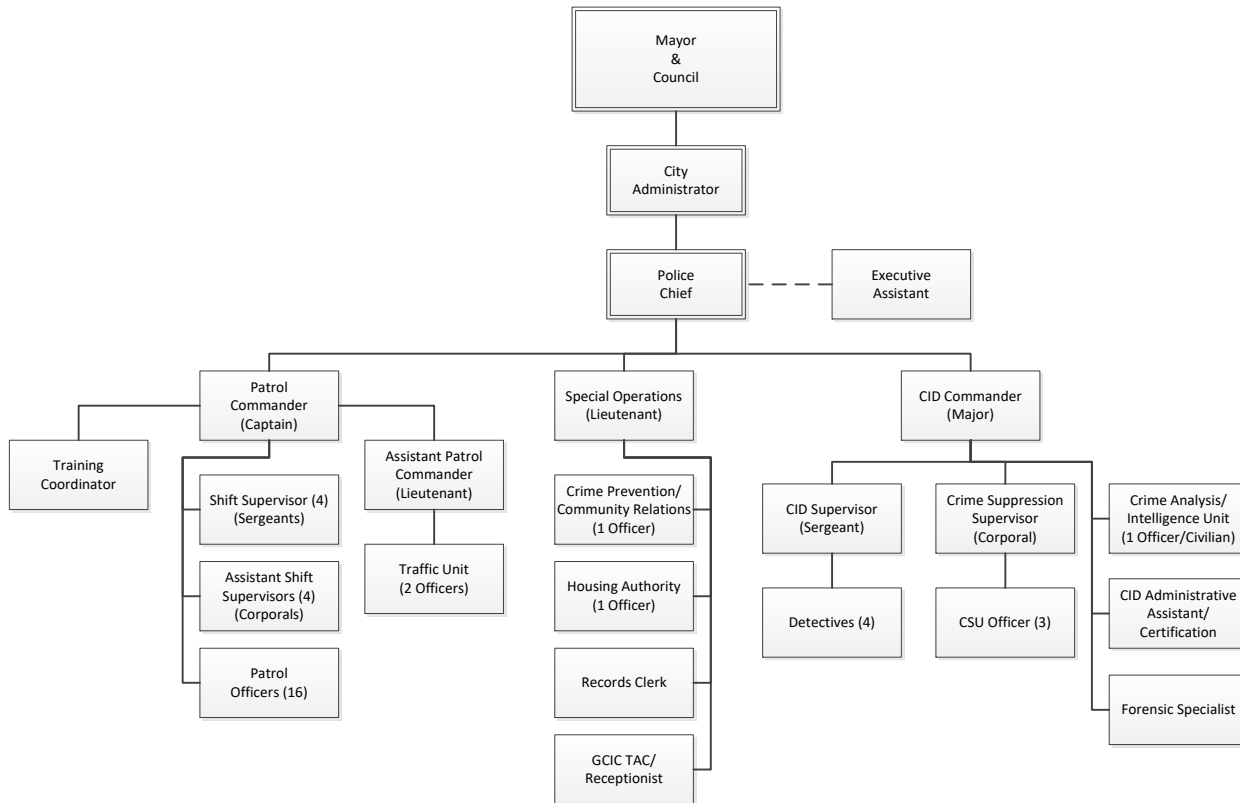 Mayor
&
Council
City
Administrator
Police
Chief
Executive
Assistant
Patrol
Commander
(Captain)
Special Operations
(Lieutenant)
CID Commander
(Major)
Training
Coordinator
Assistant Patrol
Commander
(Lieutenant)
Shift Supervisor (4)
(Sergeants)
Crime Prevention/
Community Relations
(1 Officer)
CID Supervisor
(Sergeant)
Crime Suppression
Supervisor
(Corporal)
Crime Analysis/
Intelligence Unit
(1 Officer/Civilian)
Assistant Shift
Supervisors (4)
(Corporals)
Traffic Unit
(2 Officers)
Housing Authority
(1 Officer)
Detectives (4)
CSU Officer (3)
CID Administrative
Assistant/
Certification
Patrol
Officers (16)
Records Clerk
Forensic Specialist
GCIC TAC/
Receptionist